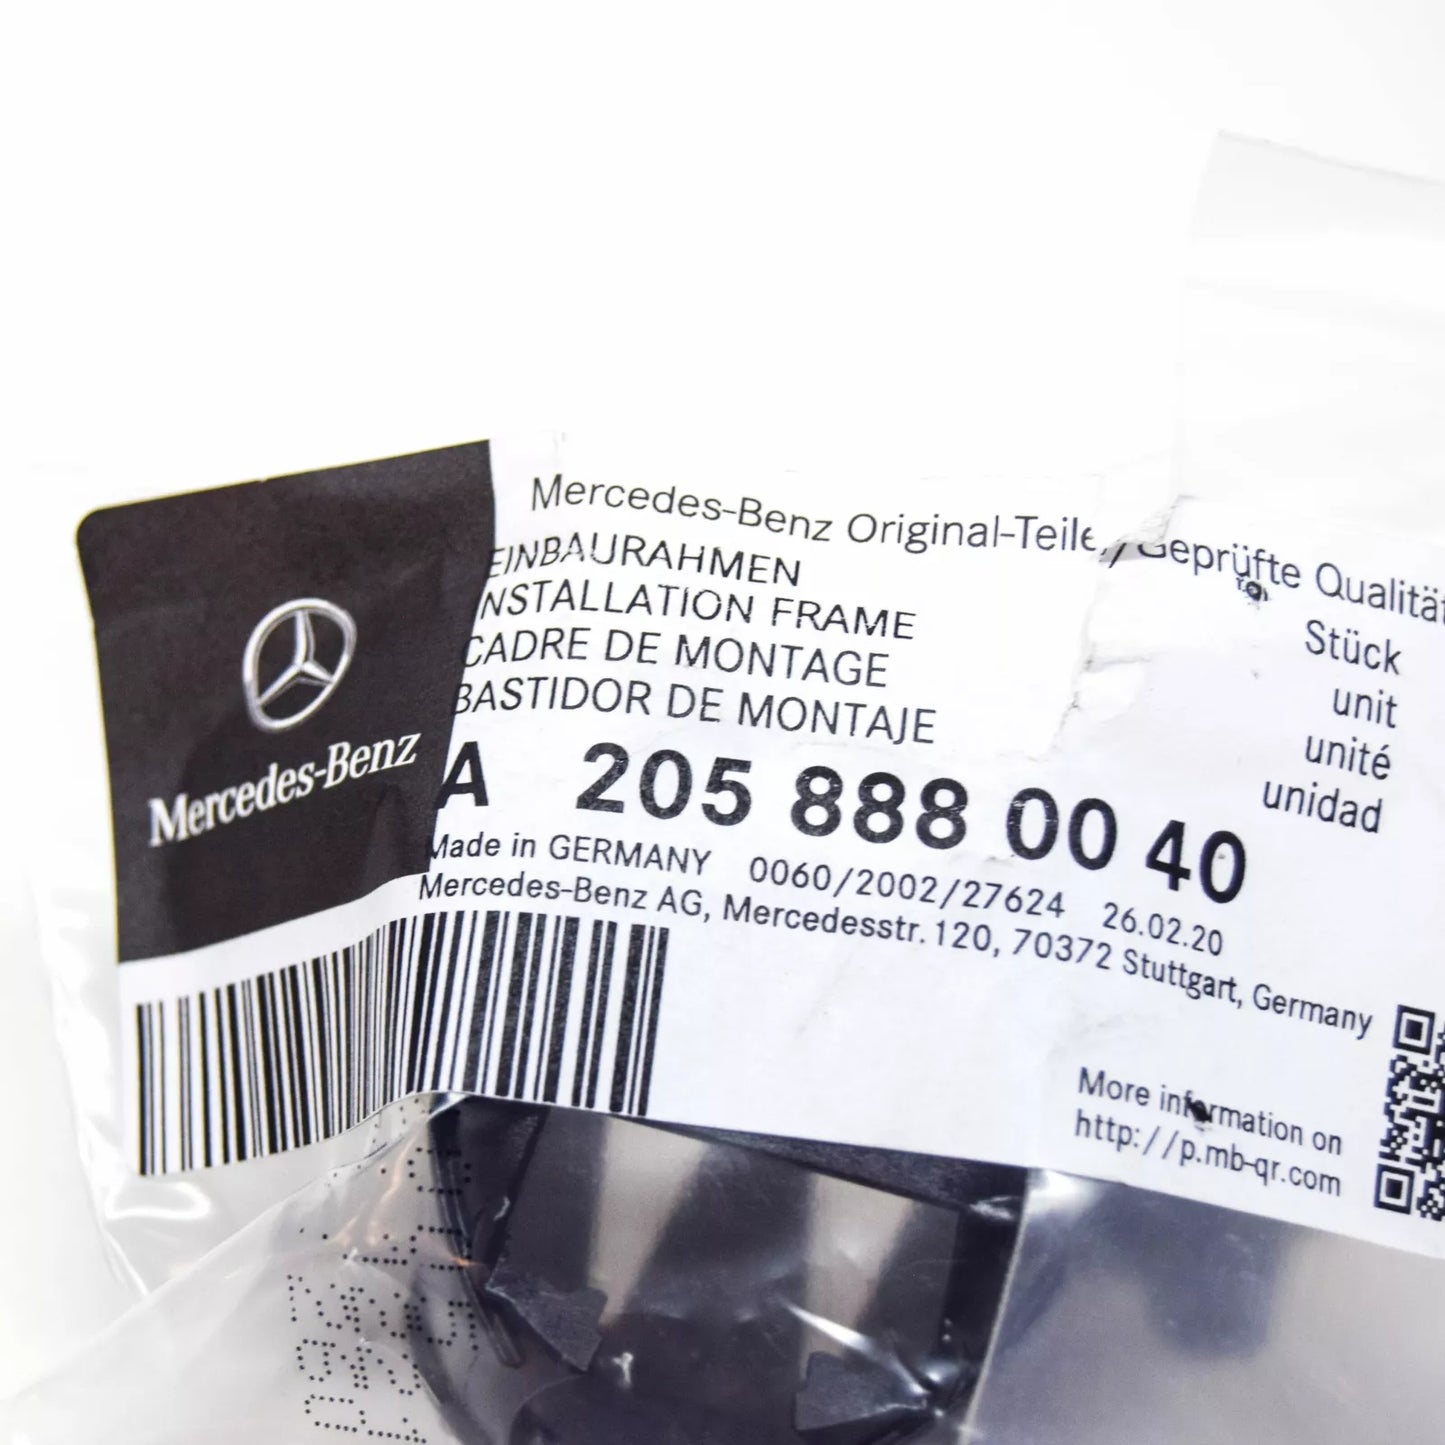 Mercedes-Benz
Mercedes-Benz Original-Teile / Geprüfte Qualität
EINBAURAHMEN
INSTALLATION FRAME
CADRE DE MONTAGE
BASTIDOR DE MONTAJE
Stück
unit
unité
unidad
A 205 888 00 40
Made in GERMANY 0060/2002/27624 26.02.20
Mercedes-Benz AG, Mercedesstr. 120, 70372 Stuttgart, Germany
More information on
http://p.mb-qr.com